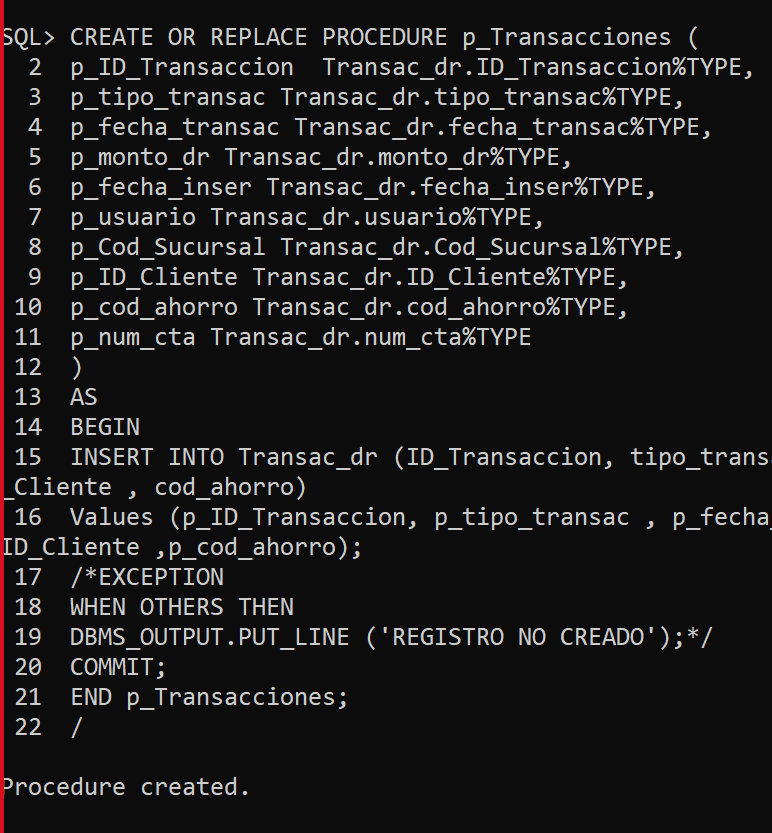 SQL> CREATE OR REPLACE PROCEDURE p_Transacciones (
2 p_ID_Transaccion  Transac_dr.ID_Transaccion%TYPE,
3 p_tipo_transac Transac_dr.tipo_transac%TYPE,
4 p_fecha_transac Transac_dr.fecha_transac%TYPE,
5 p_monto_dr Transac_dr.monto_dr%TYPE,
6 p_fecha_inser Transac_dr.fecha_inser%TYPE,
7 p_usuario Transac_dr.usuario%TYPE,
8 p_Cod_Sucursal Transac_dr.Cod_Sucursal%TYPE,
9 p_ID_Cliente Transac_dr.ID_Cliente%TYPE,
10 p_cod_ahorro Transac_dr.cod_ahorro%TYPE,
11 p_num_cta Transac_dr.num_cta%TYPE
12 )
13 AS
14 BEGIN
15 INSERT INTO Transac_dr (ID_Transaccion, tipo_transa
_Cliente , cod_ahorro)
16 Values (p_ID_Transaccion, p_tipo_transac , p_fecha_
ID_Cliente ,p_cod_ahorro);
17 /*EXCEPTION
18 WHEN OTHERS THEN
19 DBMS_OUTPUT.PUT_LINE ('REGISTRO NO CREADO');*/
20 COMMIT;
21 END p_Transacciones;
22 /
Procedure created.